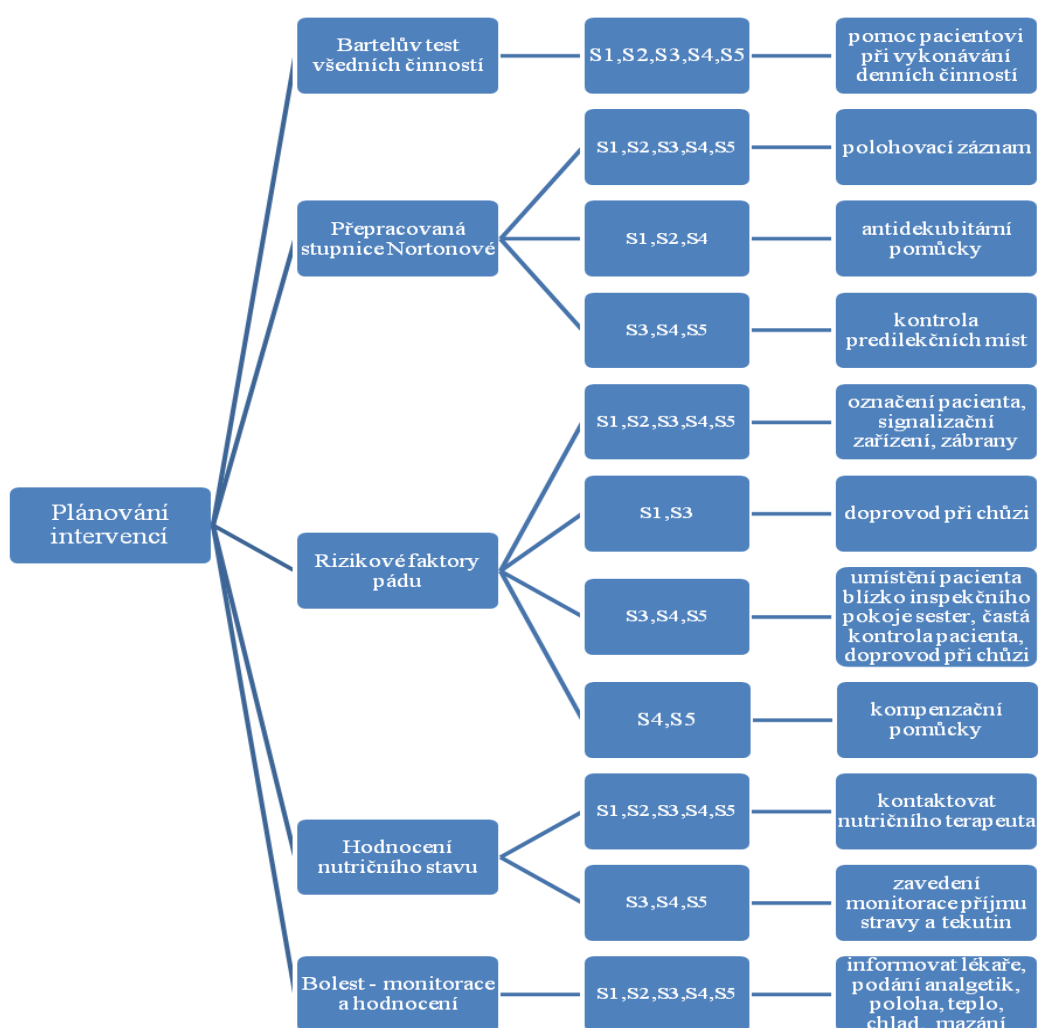 Bartelův test
všedních činností
S1,S2,S3,S4,S5
pomoc pacientovi
při vykonávání
denních činností
Přepracovaná
stupnice Nortonové
S1,S2,S3,S4,S5
polohovací záznam
S1,S2,S4
antidekubitární
pomůcky
S3,S4,S5
kontrola
predilekčních míst
Plánování
intervencí
Rizikové faktory
pádu
S1,S2,S3,S4,S5
označení pacienta,
signalizační
zařízení, zábrany
S1,S3
doprovod při chůzi
S3,S4,S5
umístění pacienta
blízko inspekčního
pokoje sester, častá
kontrola pacienta,
doprovod při chůzi
S4,S5
kompenzační
pomůcky
Hodnocení
nutričního stavu
S1,S2,S3,S4,S5
kontaktovat
nutričního terapeuta
S3,S4,S5
zavedení
monitorace příjmu
stravy a tekutin
Bolest - monitorace
a hodnocení
S1,S2,S3,S4,S5
informovat lékaře,
podání analgetik,
poloha, teplo,
chlad, mazání